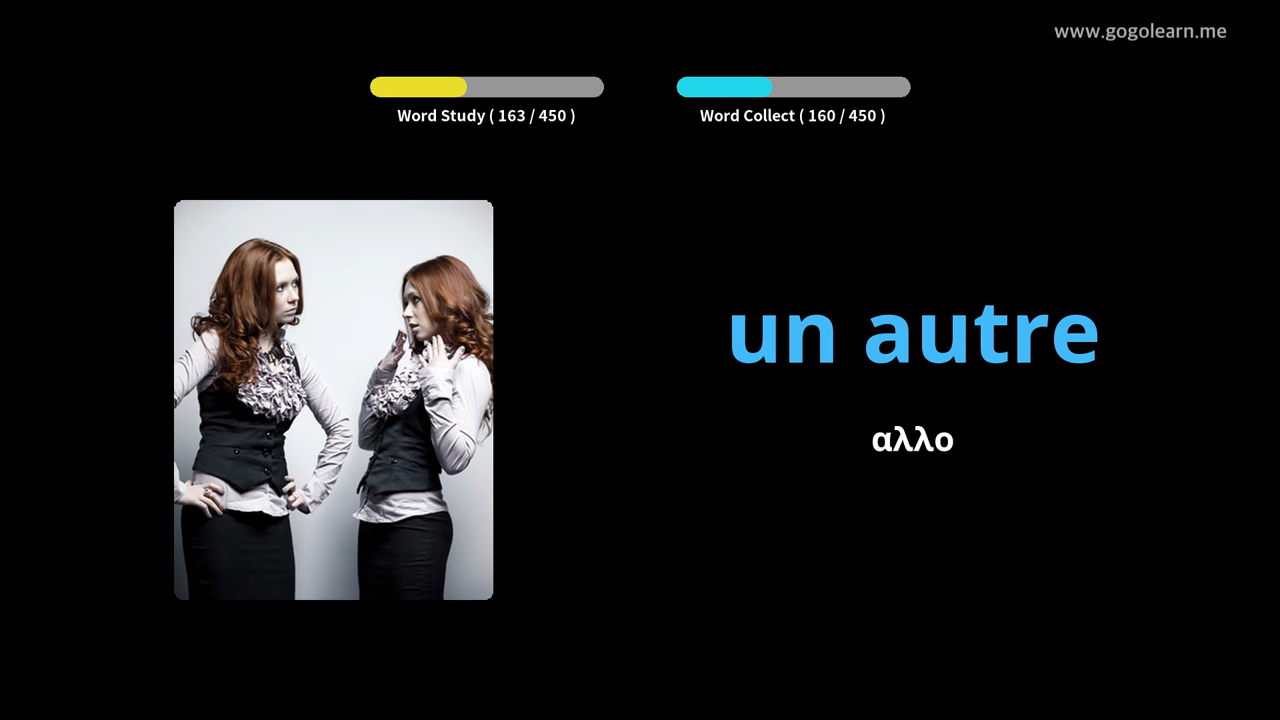 www.gogolearn.me
Word Study ( 163 / 450 )
Word Collect ( 160 / 450 )
un autre
αλλο